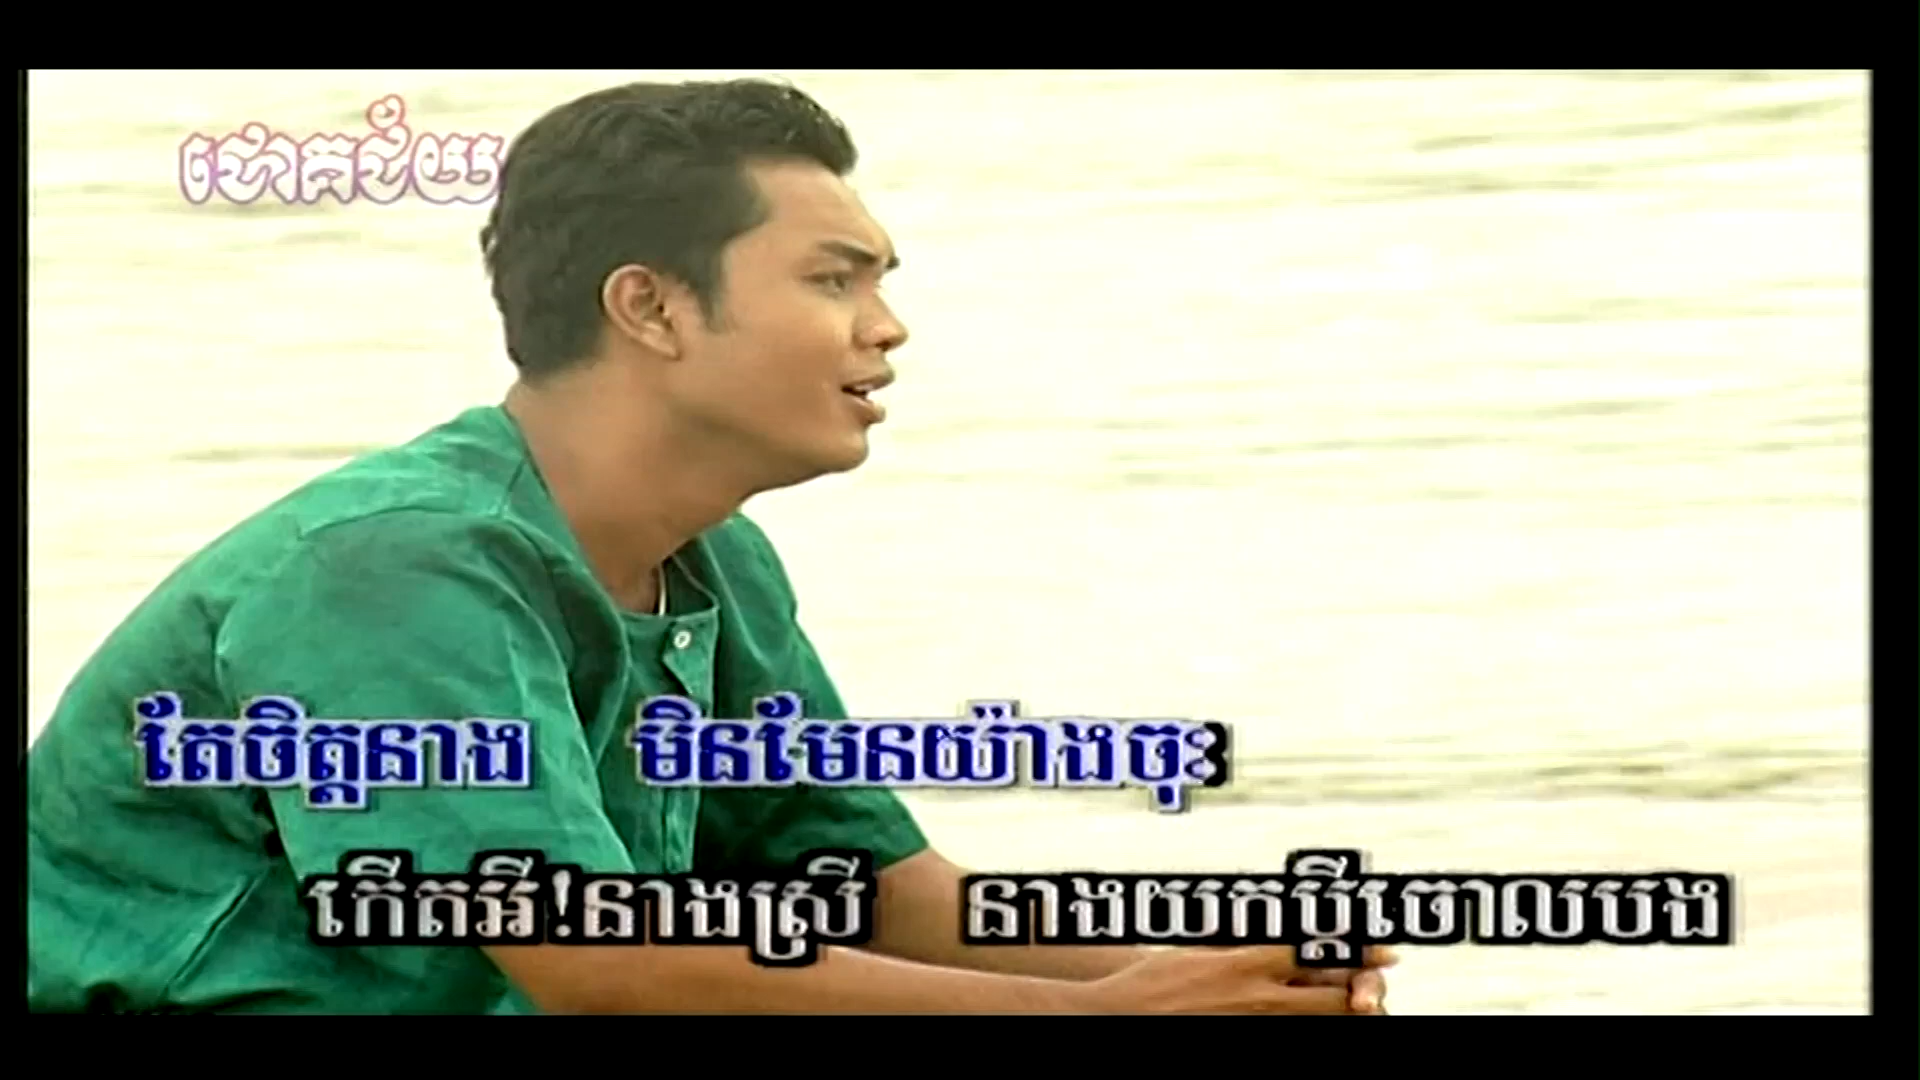 ជោគជ័យ
តែចិត្តនាង មិនមែនយ៉ាងចុះ
កើតអី!នាងស្រី នាងយកប្ដីចោលបង